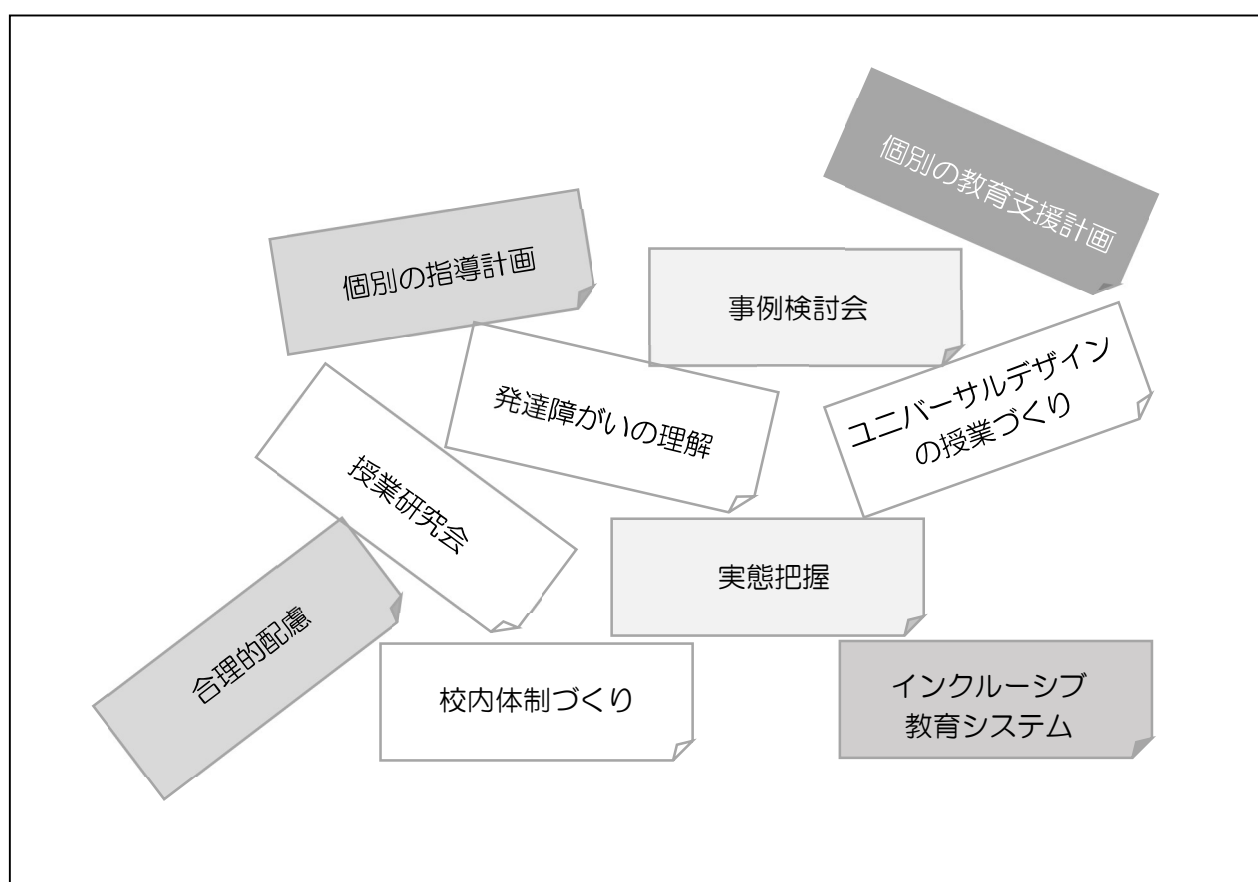 個別の教育支援計画
個別の指導計画
事例検討会
発達障がいの理解
ユニバーサルデザイン
の授業づくり
授業研究会
実態把握
合理的配慮
校内体制づくり
インクルーシブ
教育システム